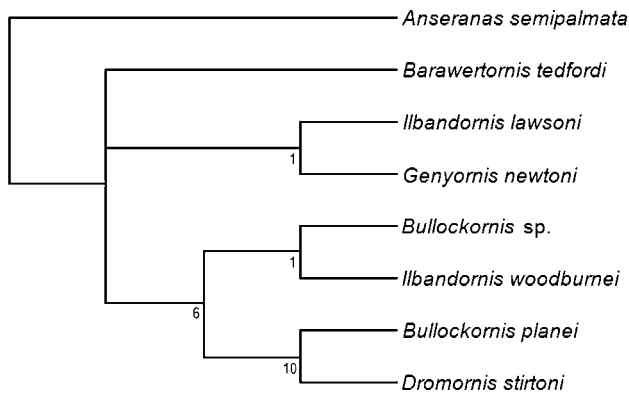 Anseranas semipalmata
Barawertornis tedfordi
Ilbandornis lawsoni
1
Genyornis newtoni
Bullockornis sp.
1
Ilbandornis woodburnei
6
Bullockornis planei
10
Dromornis stirtoni